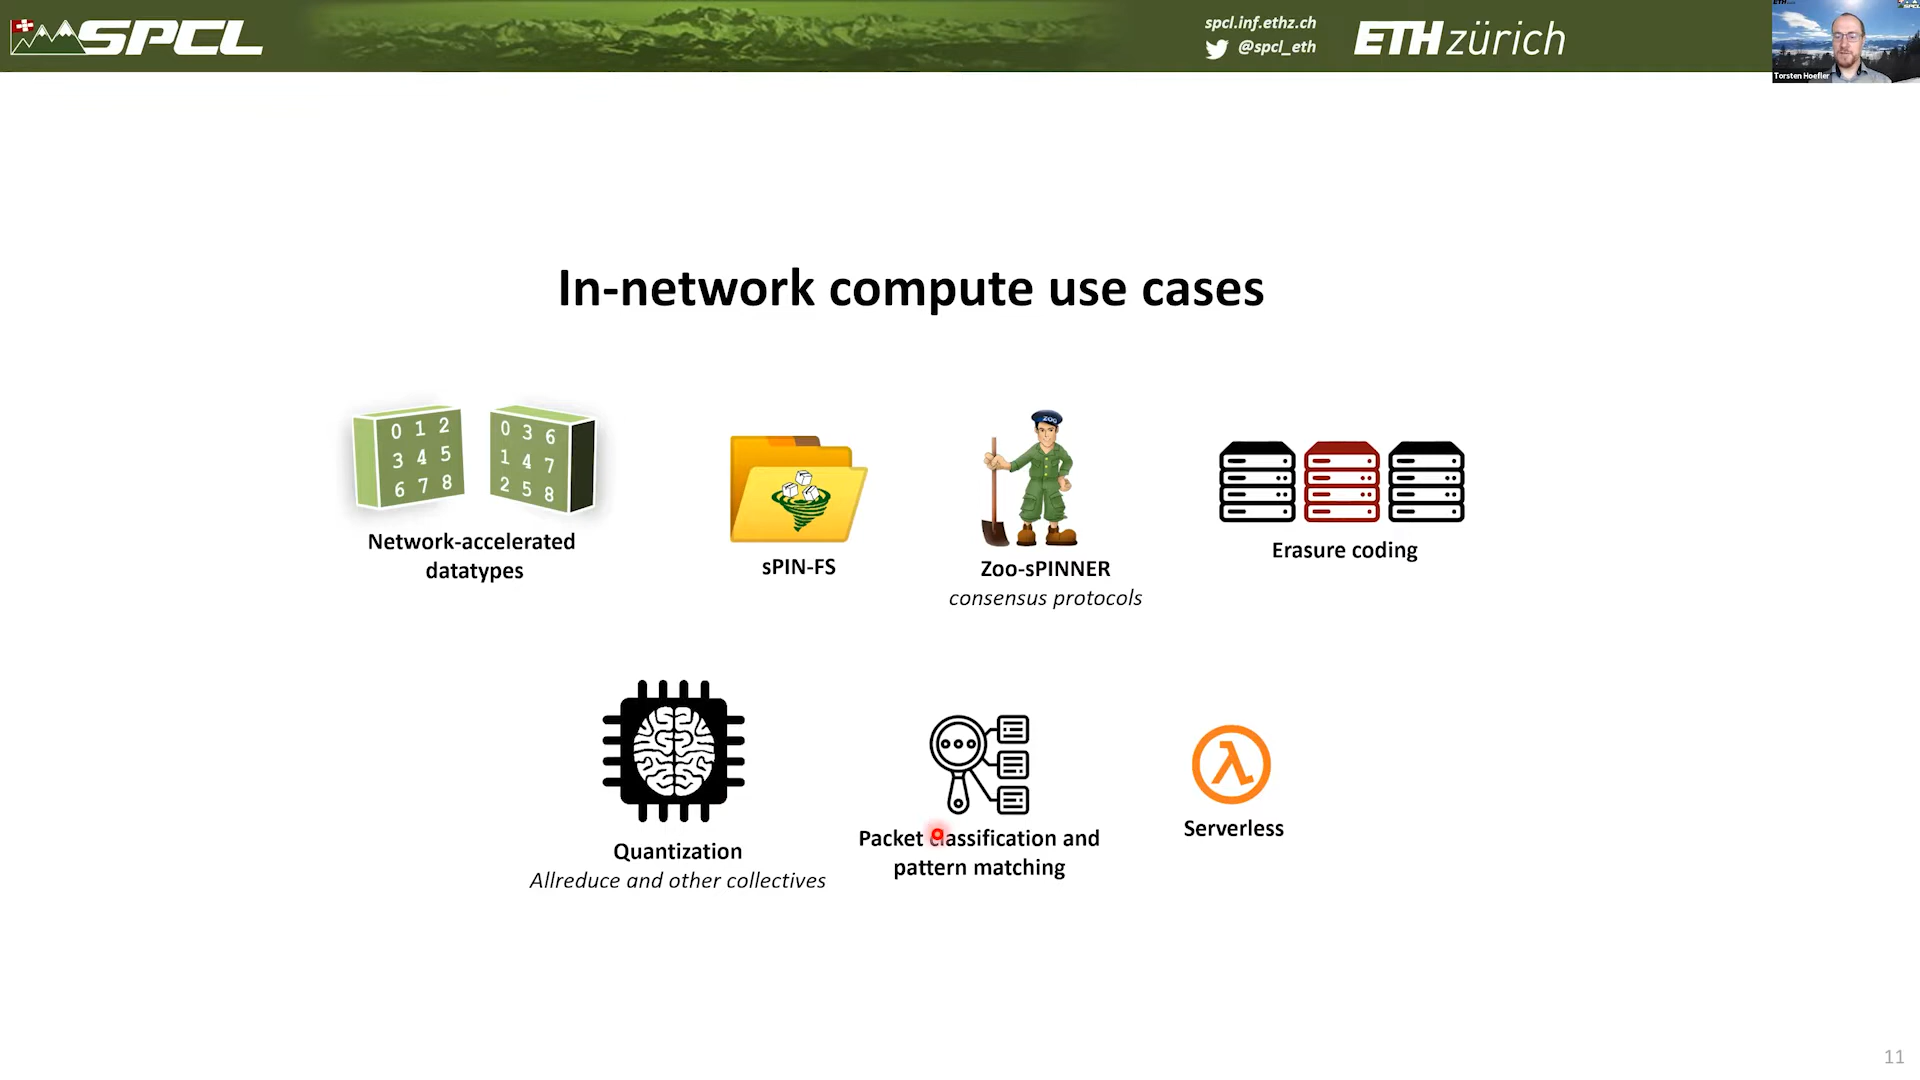 SPCL
spcl.inf.ethz.ch
@spcl_eth
ETH zürich
Torsten Hoefler
In-network compute use cases
0 1 2
3 4 5
6 7 8
0 3 6
1 4 7
2 5 8
Network-accelerated
datatypes
sPIN-FS
ZOO
Zoo-sPINNER
consensus protocols
Erasure coding
Quantization
Allreduce and other collectives
Packet classification and
pattern matching
λ
Serverless
11